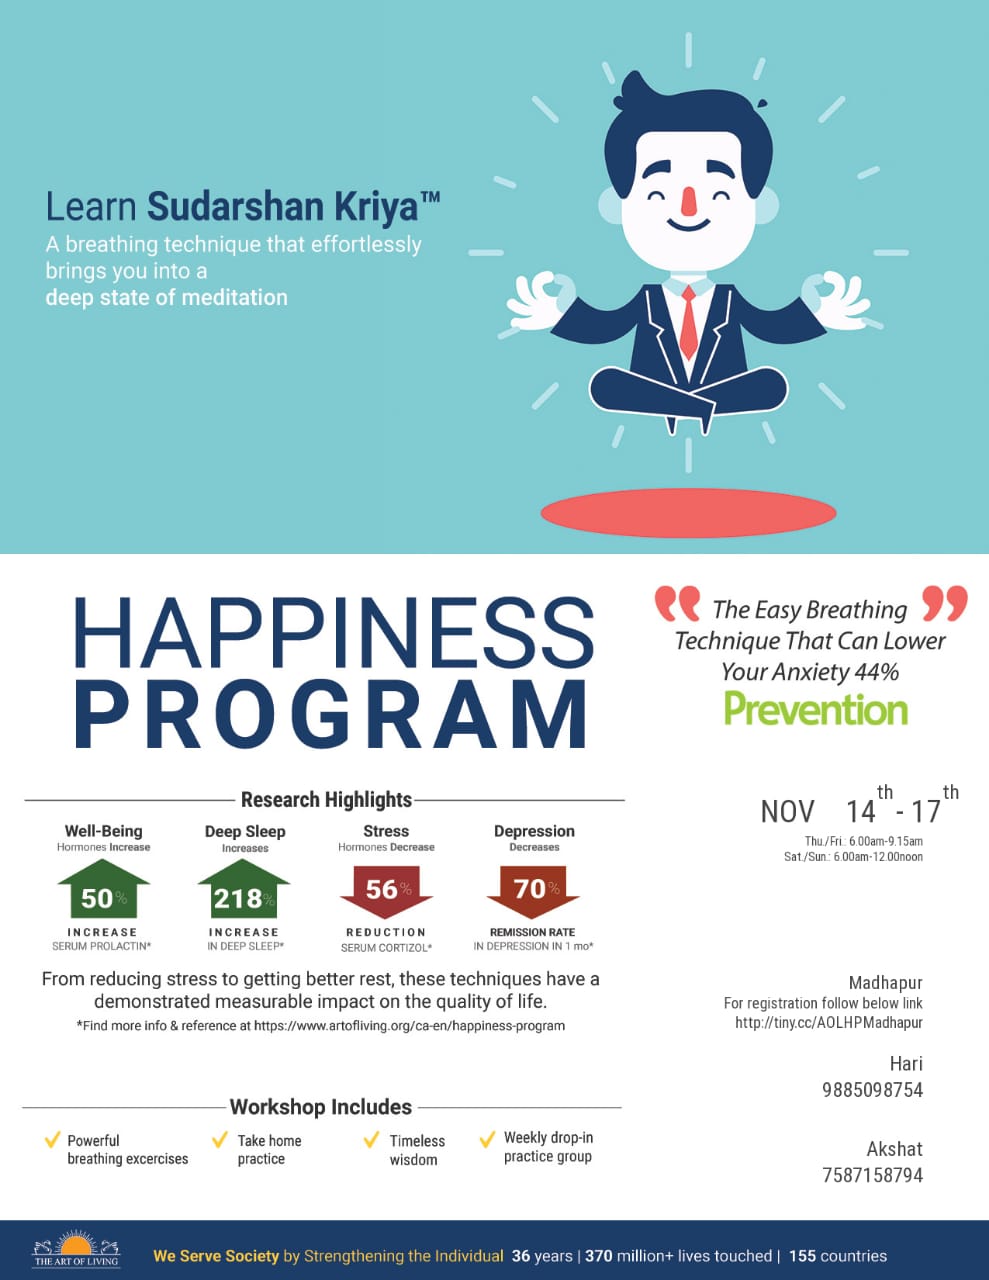 Learn Sudarshan Kriya™
A breathing technique that effortlessly
brings you into a
deep state of meditation
HAPPINESS
PROGRAM
“ The Easy Breathing ”
Technique That Can Lower
Your Anxiety 44%
Prevention
NOV 14th - 17th
Thu./Fri.: 6.00am-9.15am
Sat./Sun.: 6.00am-12.00noon
Research Highlights
Well-Being
Hormones Increase
50%
INCREASE
SERUM PROLACTIN*
Deep Sleep
Increases
218%
INCREASE
IN DEEP SLEEP*
Stress
Hormones Decrease
56%
REDUCTION
SERUM CORTIZOL*
Depression
Decreases
70%
REMISSION RATE
IN DEPRESSION IN 1 mo*
From reducing stress to getting better rest, these techniques have a
demonstrated measurable impact on the quality of life.
*Find more info & reference at https://www.artofliving.org/ca-en/happiness-program
Madhapur
For registration follow below link
http://tiny.cc/AOLHPMadhapur
Hari
9885098754
Akshat
7587158794
Workshop Includes
Powerful
breathing excercises
Take home
practice
Timeless
wisdom
Weekly drop-in
practice group
THE ART OF LIVING
We Serve Society by Strengthening the Individual 36 years | 370 million+ lives touched | 155 countries